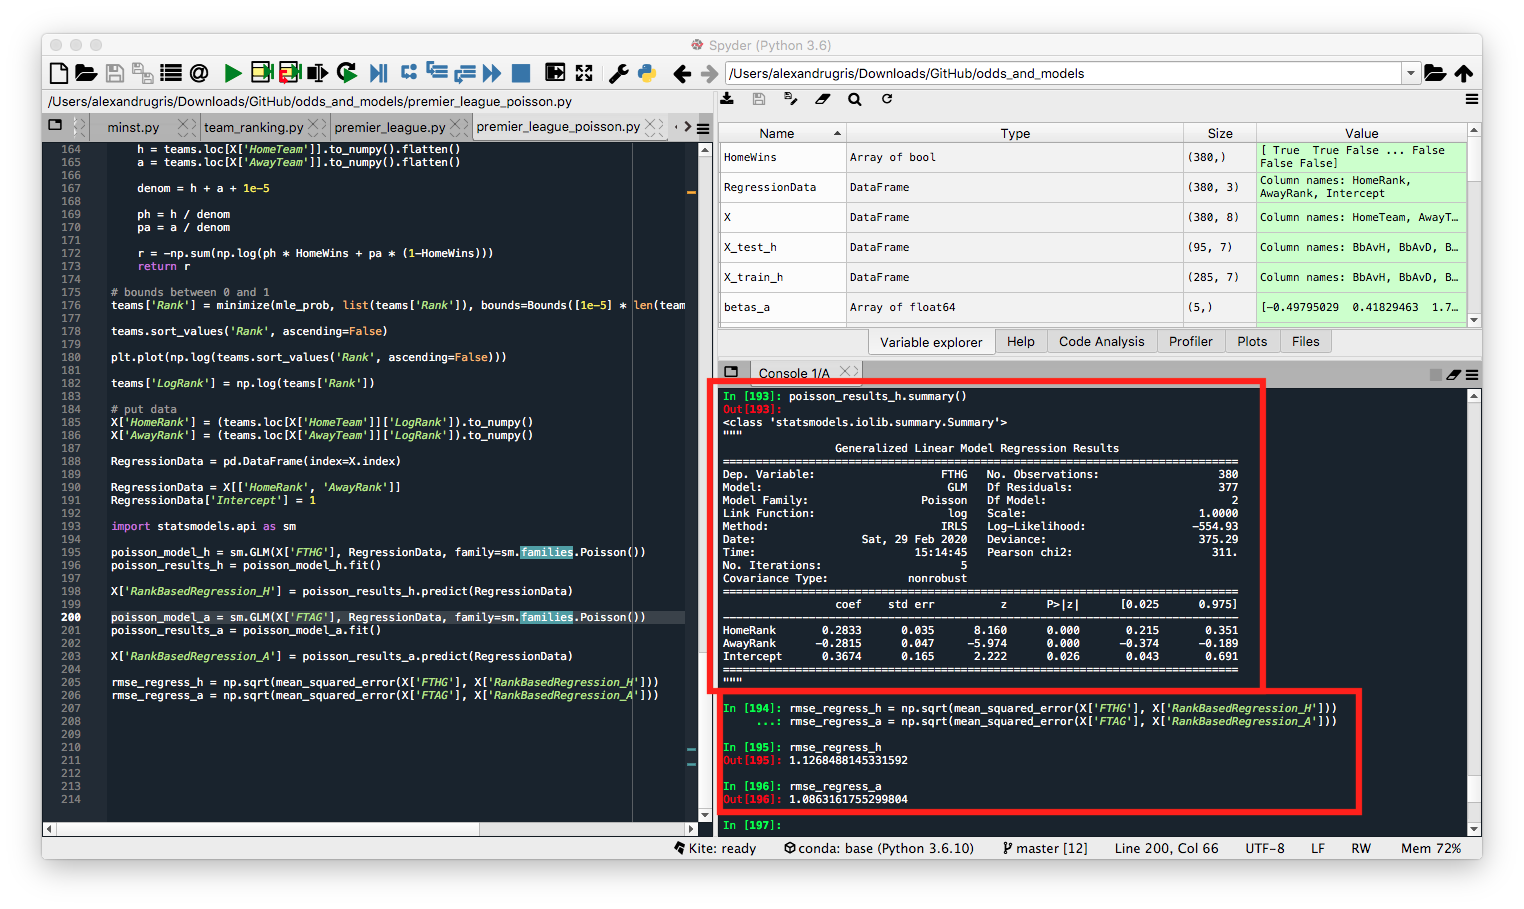 Spyder (Python 3.6)
/Users/alexandrugris/Downloads/GitHub/odds_and_models
/Users/alexandrugris/Downloads/GitHub/odds_and_models/premier_league_poisson.py
minst.py team_ranking.py premier_league.py premier_league_poisson.py
164 h = teams.loc[X['HomeTeam']].to_numpy().flatten()
165 a = teams.loc[X['AwayTeam']].to_numpy().flatten()
166
167 denom = h + a + 1e-5
168
169 ph = h / denom
170 pa = a / denom
171
172 r = -np.sum(np.log(ph * HomeWins + pa * (1-HomeWins)))
173 return r
174
175 # bounds between 0 and 1
176 teams['Rank'] = minimize(mle_prob, list(teams['Rank']), bounds=Bounds([1e-5] * len(team
177
178 teams.sort_values('Rank', ascending=False)
179
180 plt.plot(np.log(teams.sort_values('Rank', ascending=False)))
181
182 teams['LogRank'] = np.log(teams['Rank'])
183
184 # put data
185 X['HomeRank'] = (teams.loc[X['HomeTeam']]['LogRank']).to_numpy()
186 X['AwayRank'] = (teams.loc[X['AwayTeam']]['LogRank']).to_numpy()
187
188 RegressionData = pd.DataFrame(index=X.index)
189
190 RegressionData = X[['HomeRank', 'AwayRank']]
191 RegressionData['Intercept'] = 1
192
193 import statsmodels.api as sm
194
195 poisson_model_h = sm.GLM(X['FTHG'], RegressionData, family=sm.families.Poisson())
196 poisson_results_h = poisson_model_h.fit()
197
198 X['RankBasedRegression_H'] = poisson_results_h.predict(RegressionData)
199
200 poisson_model_a = sm.GLM(X['FTAG'], RegressionData, family=sm.families.Poisson())
201 poisson_results_a = poisson_model_a.fit()
202
203 X['RankBasedRegression_A'] = poisson_results_a.predict(RegressionData)
204
205 rmse_regress_h = np.sqrt(mean_squared_error(X['FTHG'], X['RankBasedRegression_H']))
206 rmse_regress_a = np.sqrt(mean_squared_error(X['FTAG'], X['RankBasedRegression_A']))
207
208
209
210
211
212
213
214
Name Type Size Value
HomeWins Array of bool (380,) [ True True False ... False
False False]
RegressionData DataFrame (380, 3) Column names: HomeRank,
AwayRank, Intercept
X DataFrame (380, 8) Column names: HomeTeam, AwayT…
X_test_h DataFrame (95, 7) Column names: BbAvH, BbAvD, B…
X_train_h DataFrame (285, 7) Column names: BbAvH, BbAvD, B…
betas_a Array of float64 (5,) [-0.49795029 0.41829463 1.7…
Variable explorer Help Code Analysis Profiler Plots Files
Console 1/A
In [193]: poisson_results_h.summary()
Out[193]:
<class 'statsmodels.iolib.summary.Summary'>
"""
Generalized Linear Model Regression Results
==============================================================================
Dep. Variable: FTHG No. Observations: 380
Model: GLM Df Residuals: 377
Model Family: Poisson Df Model: 2
Link Function: log Scale: 1.0000
Method: IRLS Log-Likelihood: -554.93
Date: Sat, 29 Feb 2020 Deviance: 375.29
Time: 15:14:45 Pearson chi2: 311.
No. Iterations: 5
Covariance Type: nonrobust
==============================================================================
coef std err z P>|z| [0.025 0.975]
------------------------------------------------------------------------------
HomeRank 0.2833 0.035 8.160 0.000 0.215 0.351
AwayRank -0.2815 0.047 -5.974 0.000 -0.374 -0.189
Intercept 0.3674 0.165 2.222 0.026 0.043 0.691
==============================================================================
"""
In [194]: rmse_regress_h = np.sqrt(mean_squared_error(X['FTHG'], X['RankBasedRegression_H']))
...: rmse_regress_a = np.sqrt(mean_squared_error(X['FTAG'], X['RankBasedRegression_A']))
In [195]: rmse_regress_h
Out[195]: 1.1268488145331592
In [196]: rmse_regress_a
Out[196]: 1.0863161755299804
In [197]:
Kite: ready conda: base (Python 3.6.10) master [12] Line 200, Col 66 UTF-8 LF RW Mem 72%